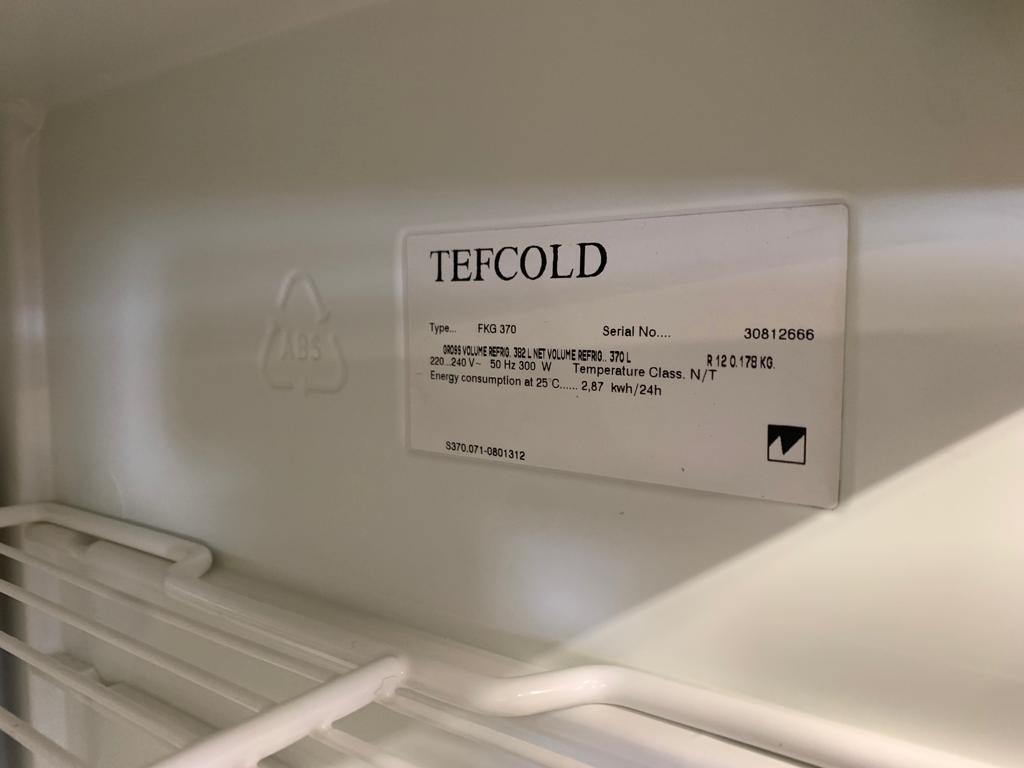 TEFCOLD
Type... FKG 370 Serial No.... 30812666
GROSS VOLUME REFRIG. 382 L NET VOLUME REFRIG.. 370 L R 12 0.178 KG.
220...240 V~ 50 Hz 300 W Temperature Class. N/T
Energy consumption at 25°C...... 2,87 kwh/24h
S370.071-0801312
ABS